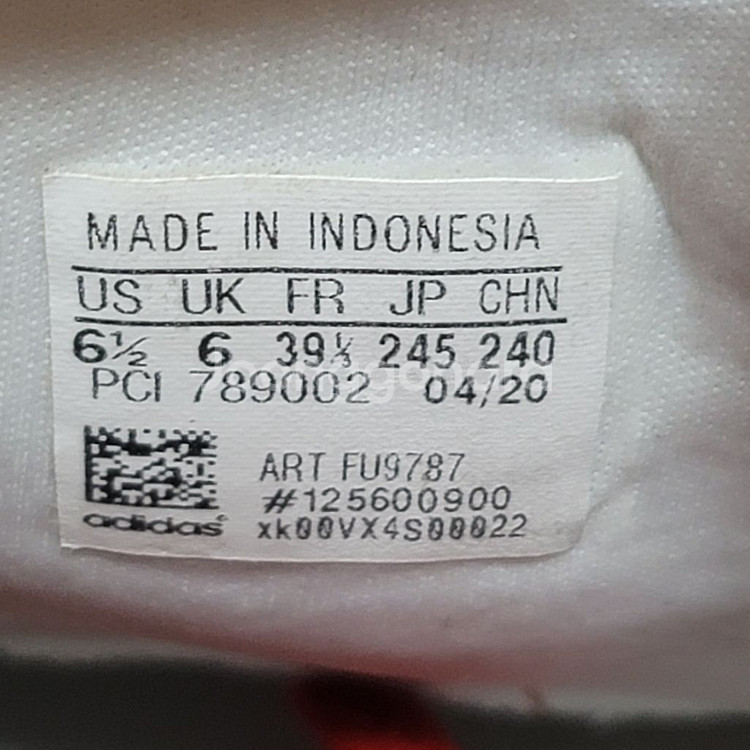 MADE IN INDONESIA
US UK FR JP CHN
6½ 6 39⅓ 245 240
PCI 789002 04/20
ART FU9787
#125600900
adidas
xk00VX4S00022